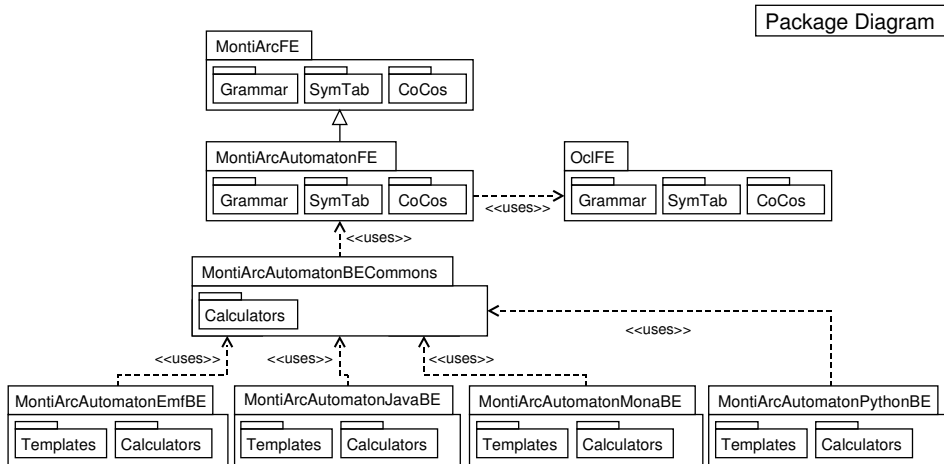 Package Diagram
MontiArcFE
Grammar SymTab CoCos
MontiArcAutomatonFE OclFE
Grammar SymTab CoCos <<uses>> Grammar SymTab CoCos
<<uses>>
MontiArcAutomatonBECommons
Calculators
<<uses>>
<<uses>> <<uses>> <<uses>>
MontiArcAutomatonEmfBE MontiArcAutomatonJavaBE MontiArcAutomatonMonaBE MontiArcAutomatonPythonBE
Templates Calculators Templates Calculators Templates Calculators Templates Calculators